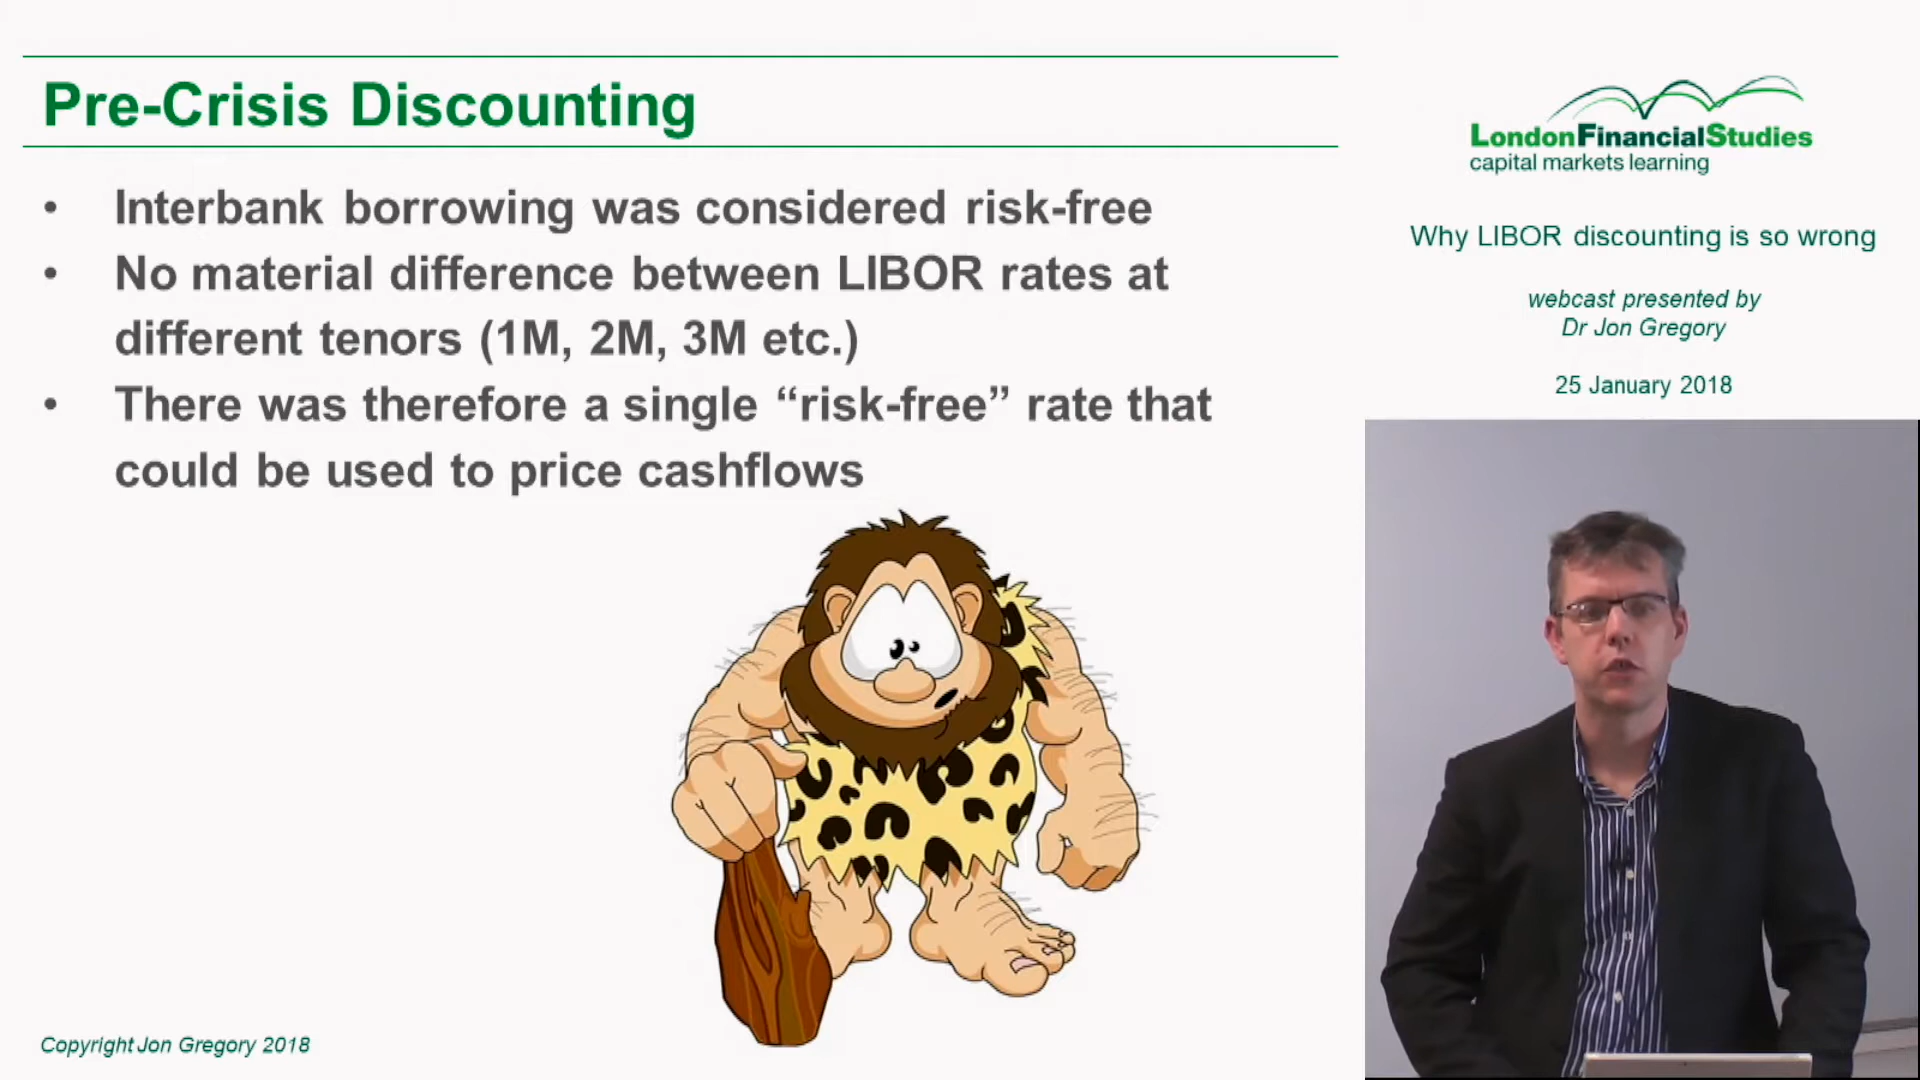 Pre-Crisis Discounting
• Interbank borrowing was considered risk-free
• No material difference between LIBOR rates at
different tenors (1M, 2M, 3M etc.)
• There was therefore a single “risk-free” rate that
could be used to price cashflows
Copyright Jon Gregory 2018
LondonFinancialStudies
capital markets learning
Why LIBOR discounting is so wrong
webcast presented by
Dr Jon Gregory
25 January 2018